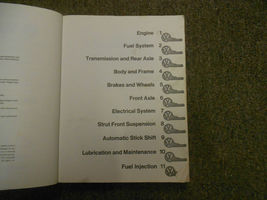 Engine 1
Fuel System 2
Transmission and Rear Axle 3
Body and Frame 4
Brakes and Wheels 5
Front Axle 6
Electrical System 7
Strut Front Suspension 8
Automatic Stick Shift 9
Lubrication and Maintenance 10
Fuel Injection 11